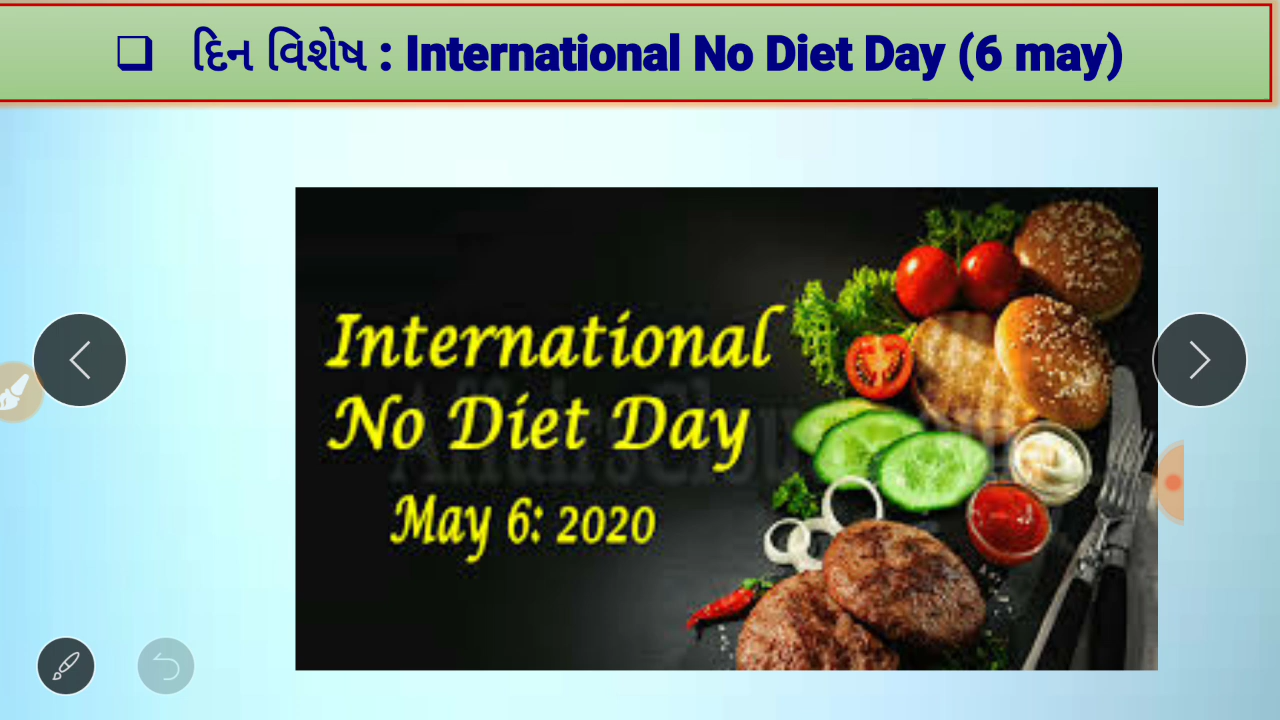 ❑ દિન વિશેષ : International No Diet Day (6 may)
International
No Diet Day
May 6: 2020